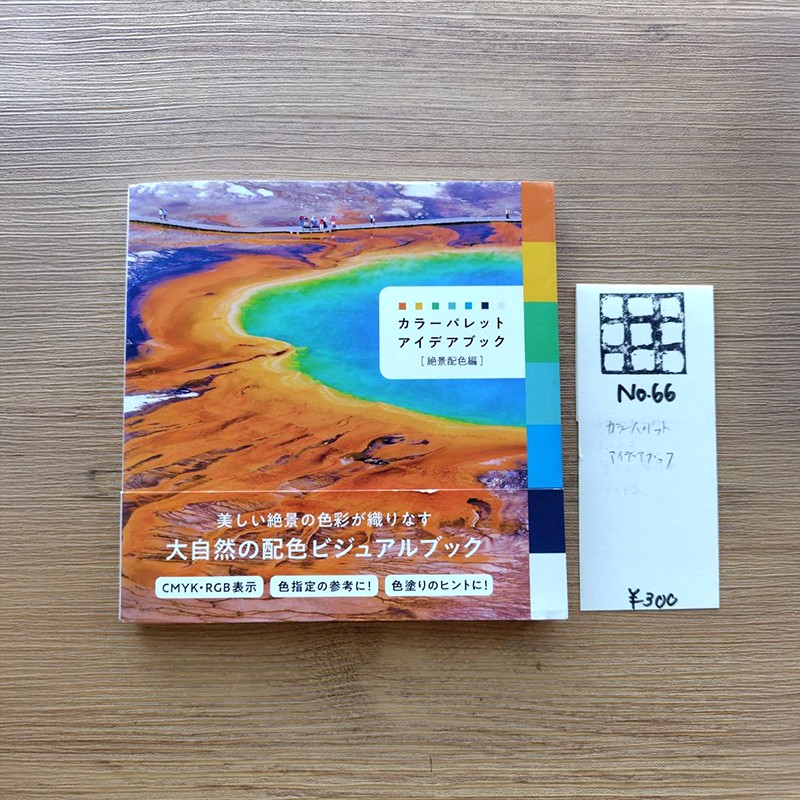 カラーパレット
アイデアブック
[絶景配色編]
美しい絶景の色彩が織りなす
大自然の配色ビジュアルブック
CMYK・RGB表示
色指定の参考に!
色塗りのヒントに!
No.66
カラーパレット
アイデアブック
¥300